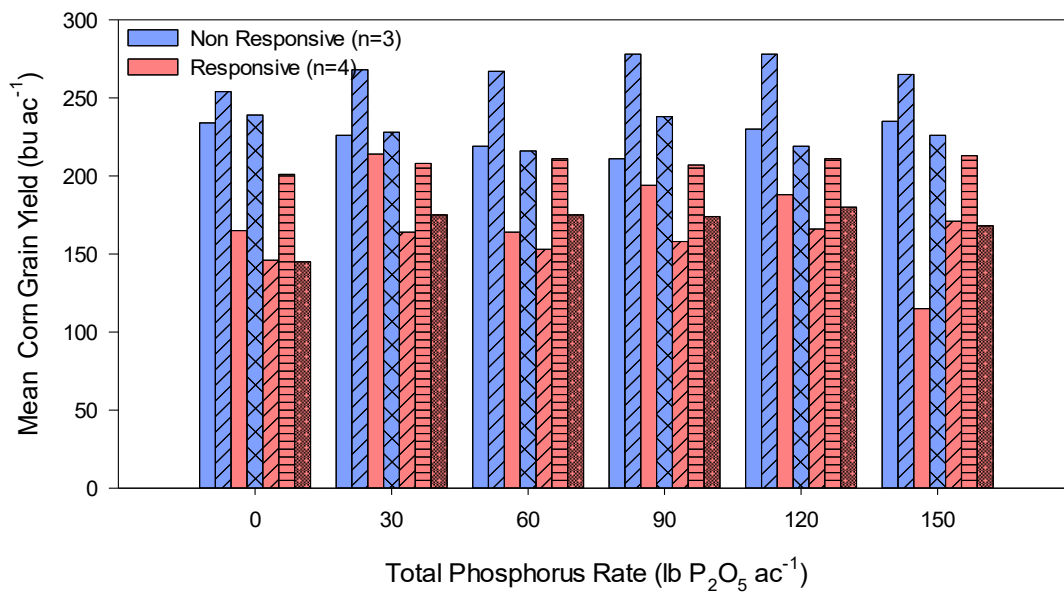 300
250
200
150
100
50
0
Mean Corn Grain Yield (bu ac⁻¹)
Non Responsive (n=3)
Responsive (n=4)
0 30 60 90 120 150
Total Phosphorus Rate (lb P₂O₅ ac⁻¹)